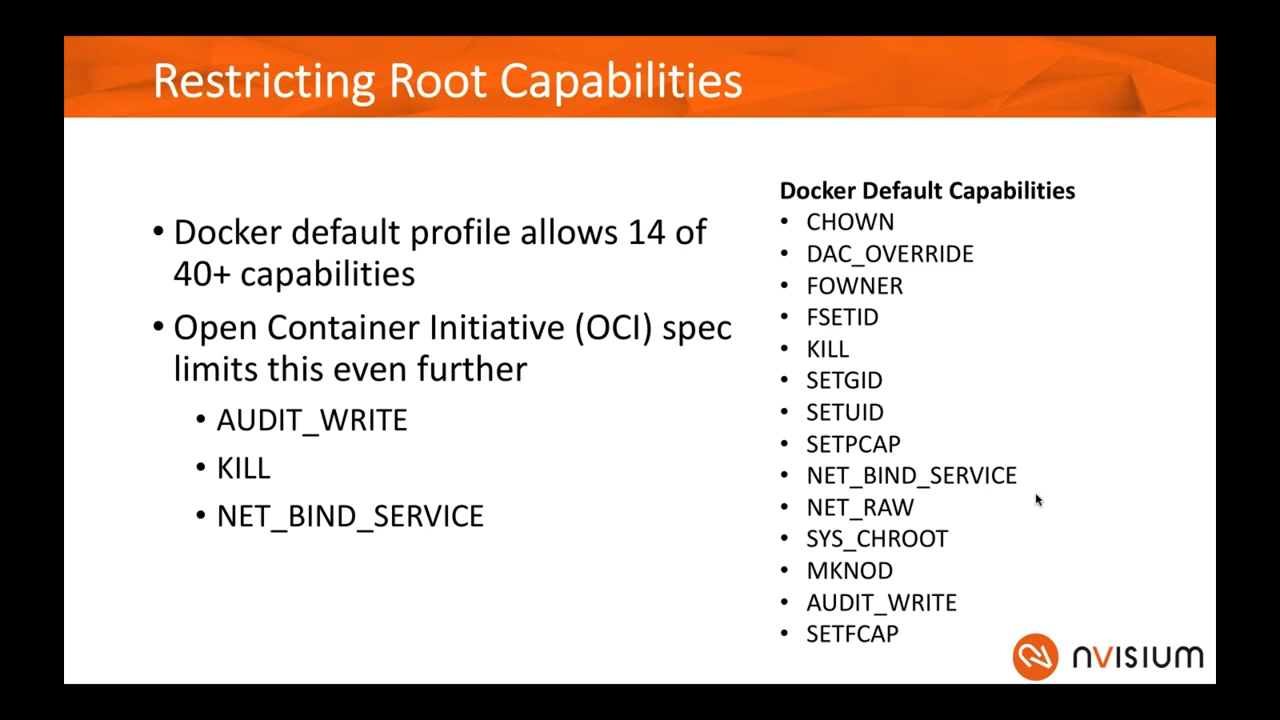 Restricting Root Capabilities
• Docker default profile allows 14 of
40+ capabilities
• Open Container Initiative (OCI) spec
limits this even further
• AUDIT_WRITE
• KILL
• NET_BIND_SERVICE
Docker Default Capabilities
• CHOWN
• DAC_OVERRIDE
• FOWNER
• FSETID
• KILL
• SETGID
• SETUID
• SETPCAP
• NET_BIND_SERVICE
• NET_RAW
• SYS_CHROOT
• MKNOD
• AUDIT_WRITE
• SETFCAP
nVISIUM